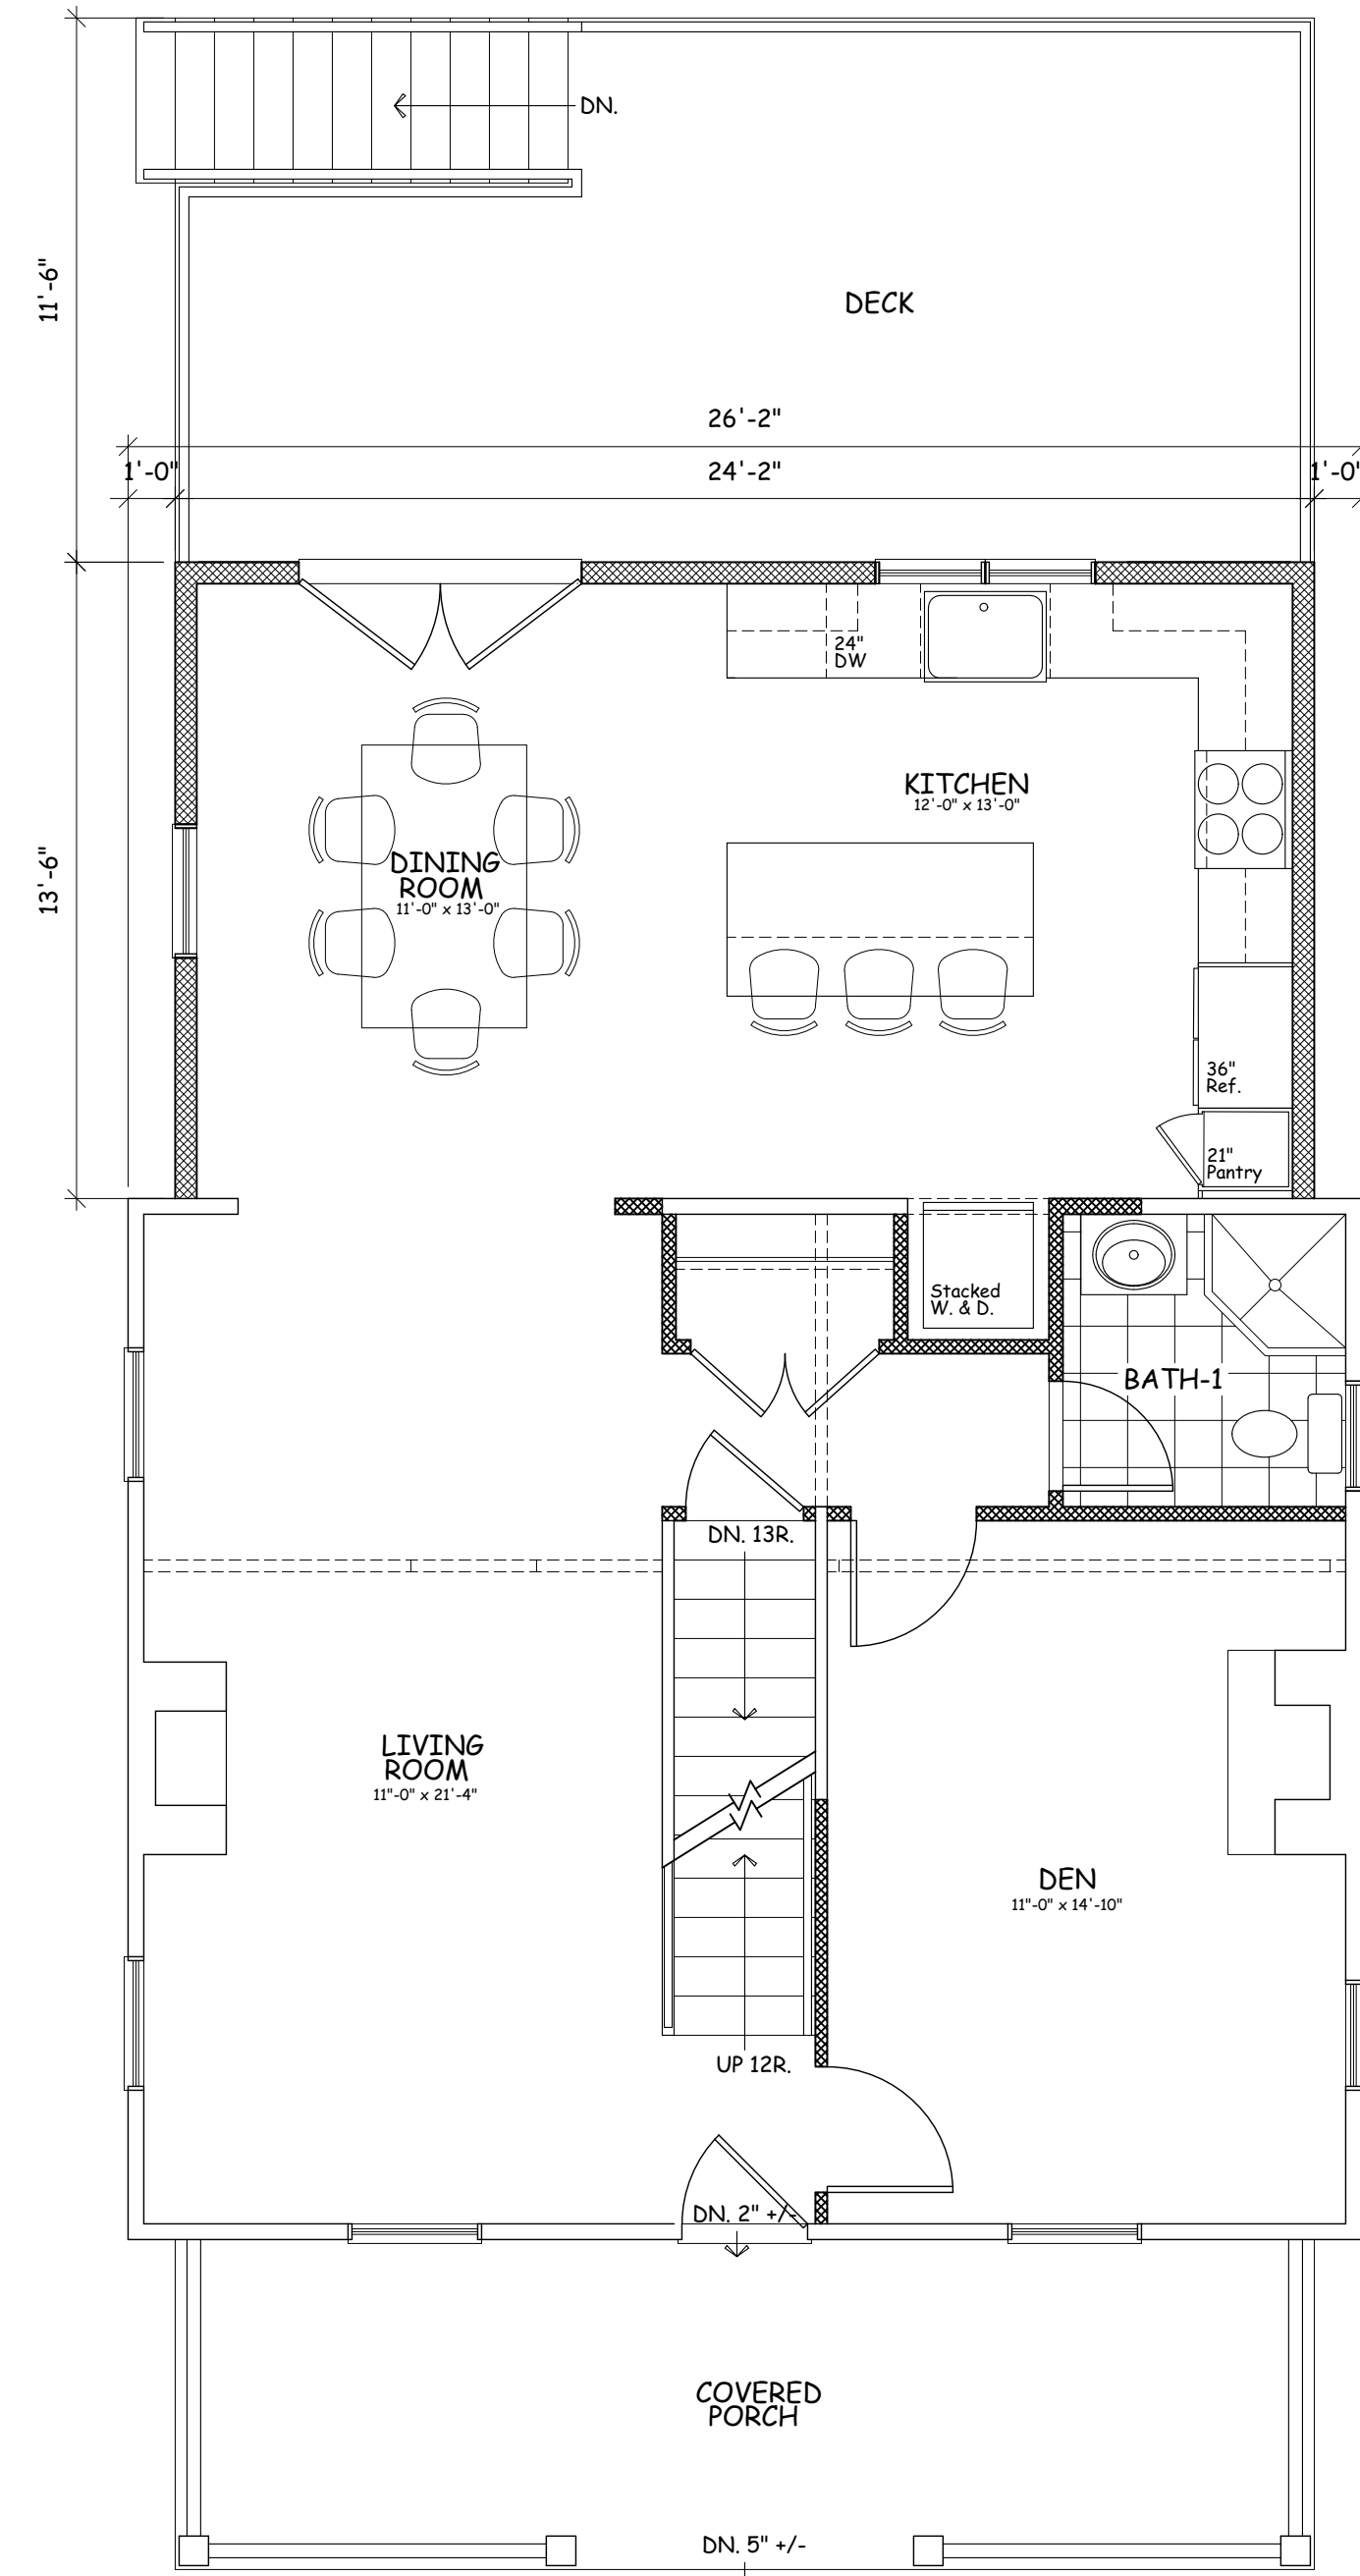 DN.
11'-6"
DECK
26'-2"
1'-0"
24'-2"
1'-0"
24"
DW
KITCHEN
12'-0" x 13'-0"
DINING
ROOM
11'-0" x 13'-0"
13'-6"
36"
Ref.
21"
Pantry
Stacked
W. & D.
BATH-1
DN. 13R.
LIVING
ROOM
11"-0" x 21'-4"
DEN
11"-0" x 14'-10"
UP 12R.
DN. 2" +/-
COVERED
PORCH
DN. 5" +/-